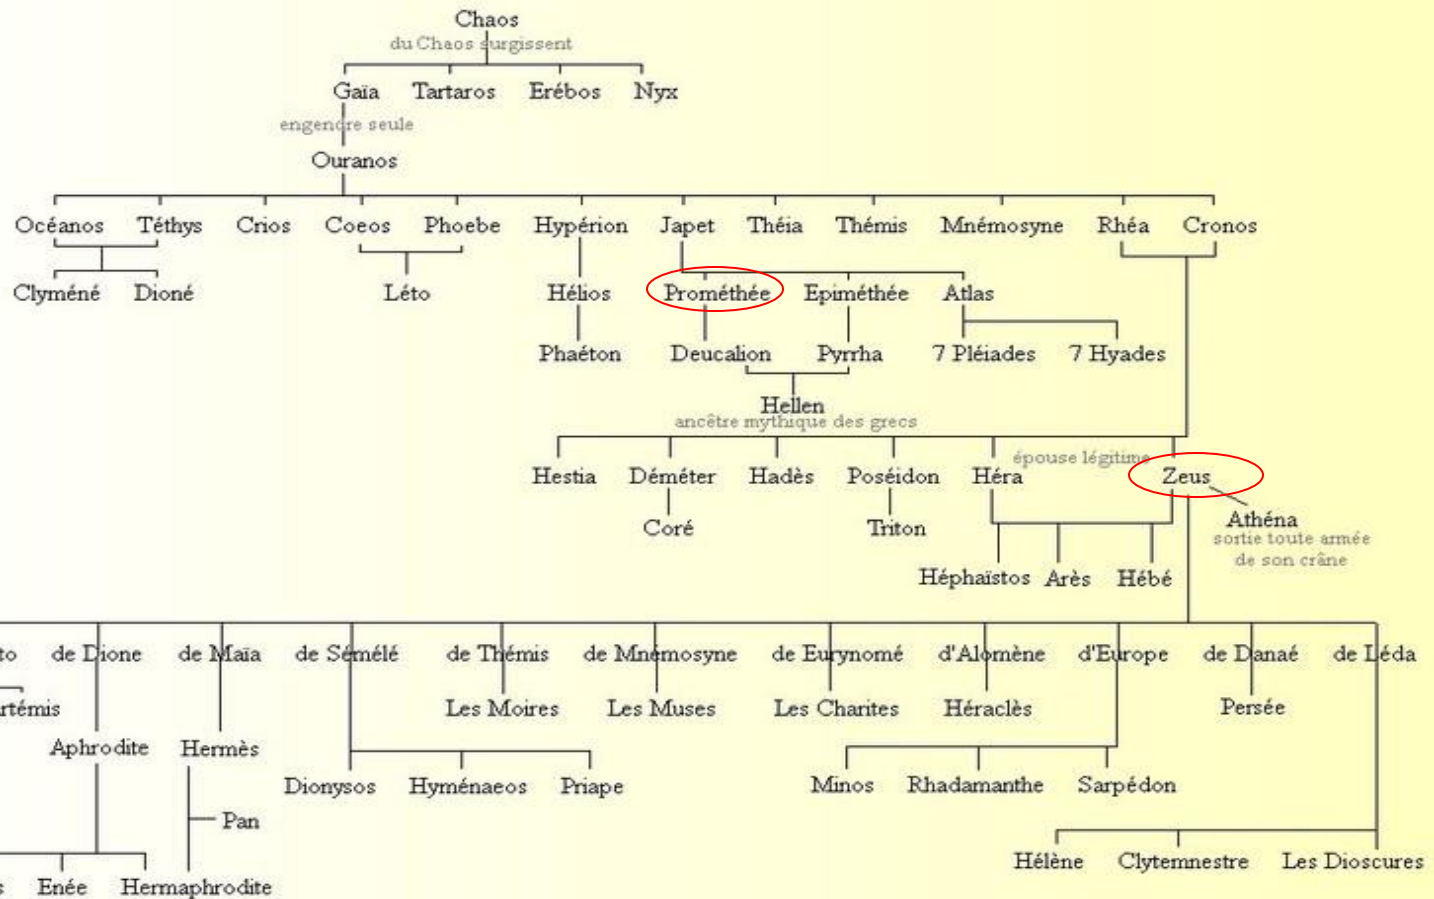 Chaos
du Chaos surgissent
Gaïa Tartaros Erébos Nyx
engendre seule
Ouranos
Océanos Téthys Crios Coeos Phoebe Hypérion Japet Théia Thémis Mnémosyne Rhéa Cronos
Clyméné Dioné Léto Hélios Prométhée Epiméthée Atlas
Phaéton Deucalion Pyrrha 7 Pléiades 7 Hyades
Hellen
ancêtre mythique des grecs
épouse légitime
Hestia Déméter Hadès Poséidon Héra Zeus
Coré Triton Athéna
sortie toute armée
de son crâne
Héphaïstos Arès Hébé
to de Dione de Maïa de Sémélé de Thémis de Mnémosyne de Eurynomé d'Alomène d'Europe de Danaé de Léda
rtémis Les Moires Les Muses Les Charites Héraclès Persée
Aphrodite Hermès
Dionysos Hyménaeos Priape Minos Rhadamanthe Sarpédon
Pan
Hélène Clytemnestre Les Dioscures
s Enée Hermaphrodite